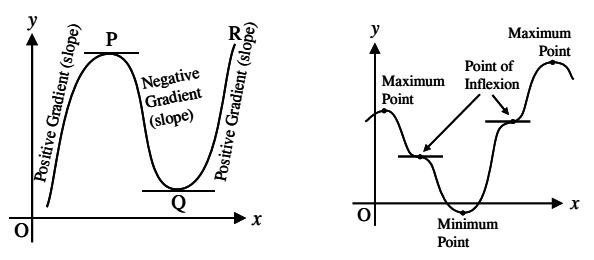 y
P
R
Positive Gradient (slope)
Negative
Gradient
(slope)
Positive Gradient (slope)
Q
x
O
y
Maximum
Point
Point of
Inflexion
Maximum
Point
x
O
Minimum
Point